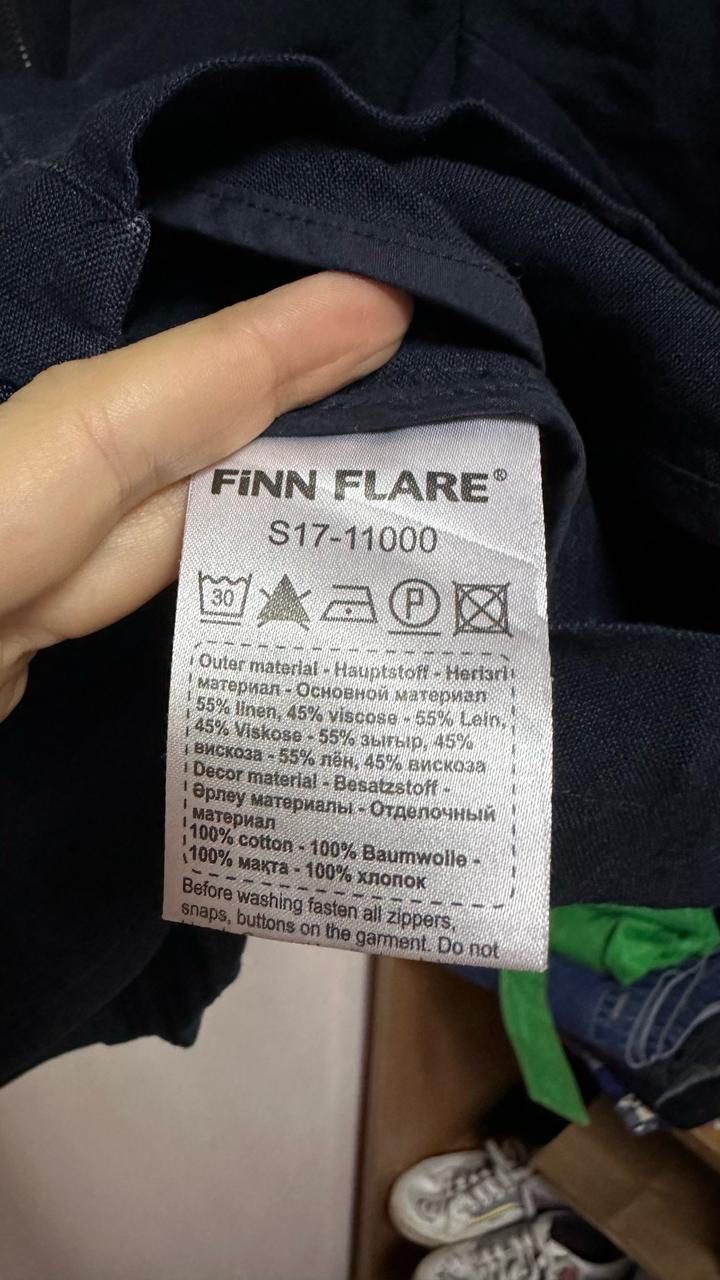 FiNN FLARE®
S17-11000
30 P
Outer material - Hauptstoff - Негізгі
материал - Основной материал
55% linen, 45% viscose - 55% Lein,
45% Viskose - 55% зығыр, 45%
вискоза - 55% лён, 45% вискоза
Decor material - Besatzstoff -
Әрлеу материалы - Отделочный
материал
100% cotton - 100% Baumwolle -
100% мақта - 100% хлопок
Before washing fasten all zippers,
snaps, buttons on the garment. Do not